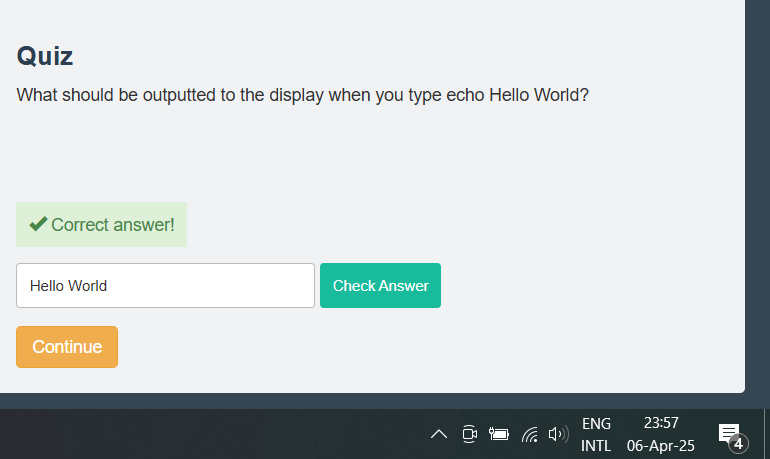 Quiz
What should be outputted to the display when you type echo Hello World?
Correct answer!
Hello World
Check Answer
Continue
ENG 23:57
INTL 06-Apr-25
4